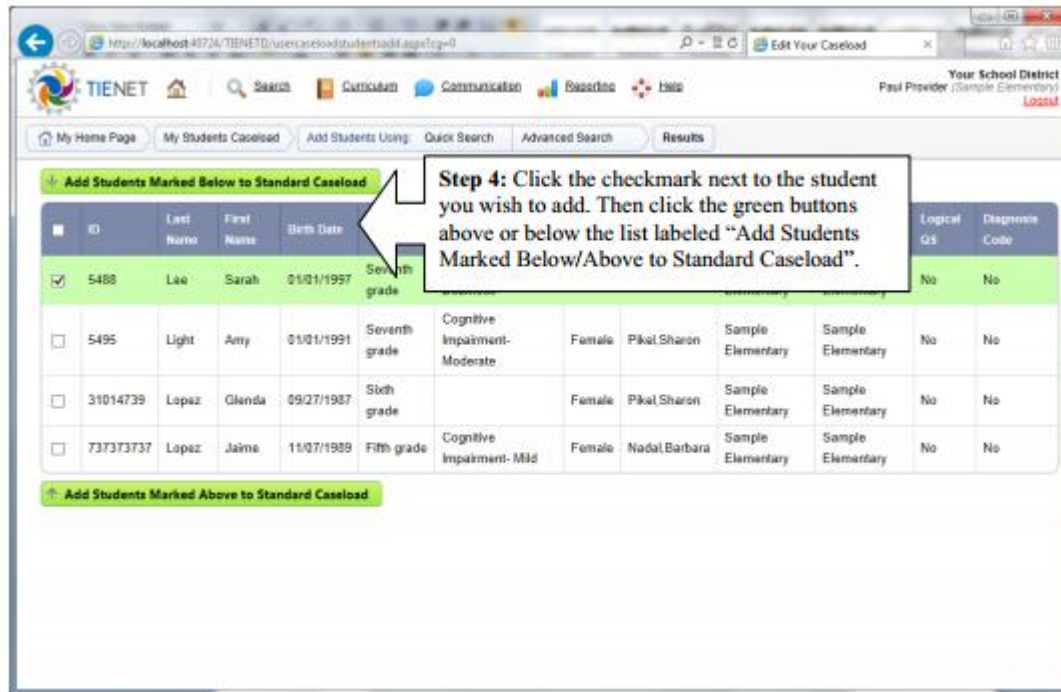 http://localhost:40724/TIENETD/usercaseloadstudentsadd.aspx?cg=0
Edit Your Caseload
TIENET Search Curriculum Communication Reporting Help
Your School District
Paul Provider (Sample Elementary)
Logout
My Home Page My Students Caseload Add Students Using: Quick Search Advanced Search Results
Add Students Marked Below to Standard Caseload
Step 4: Click the checkmark next to the student
you wish to add. Then click the green buttons
above or below the list labeled “Add Students
Marked Below/Above to Standard Caseload”.
ID Last Name First Name Birth Date Logical QS Diagnosis Code
5488 Lee Sarah 01/01/1997 Seventh grade No No
5495 Light Amy 01/01/1991 Seventh grade Cognitive Impairment- Moderate Female Pikel,Sharon Sample Elementary Sample Elementary No No
31014739 Lopez Glenda 09/27/1987 Sixth grade Female Pikel,Sharon Sample Elementary Sample Elementary No No
737373737 Lopez Jaime 11/07/1989 Fifth grade Cognitive Impairment- Mild Female Nadal,Barbara Sample Elementary Sample Elementary No No
Add Students Marked Above to Standard Caseload